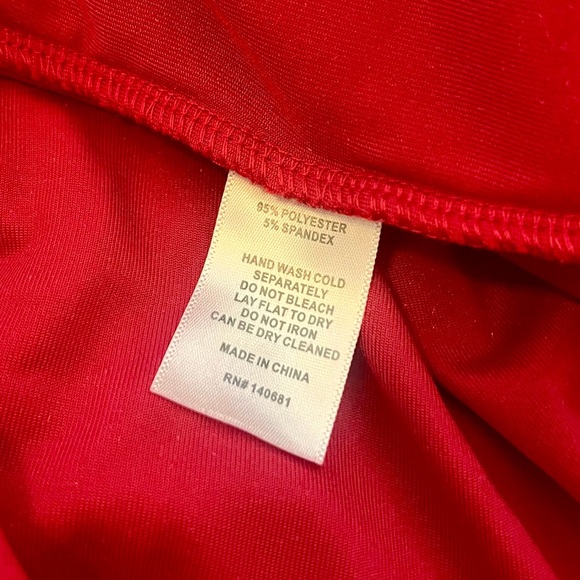 95% POLYESTER
5% SPANDEX
HAND WASH COLD
SEPARATELY
DO NOT BLEACH
LAY FLAT TO DRY
DO NOT IRON
CAN BE DRY CLEANED
MADE IN CHINA
RN# 140681